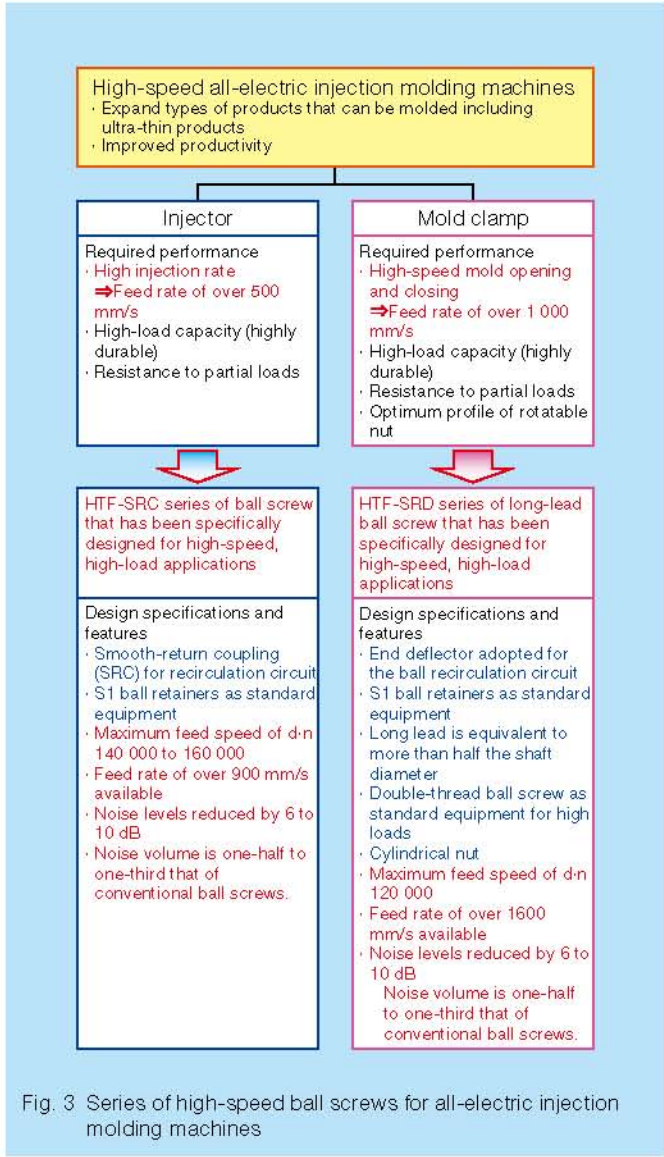 High-speed all-electric injection molding machines
· Expand types of products that can be molded including
ultra-thin products
· Improved productivity
Injector
Required performance
· High injection rate
⇒Feed rate of over 500
mm/s
· High-load capacity (highly
durable)
· Resistance to partial loads
HTF-SRC series of ball screw
that has been specifically
designed for high-speed,
high-load applications
Design specifications and
features
· Smooth-return coupling
(SRC) for recirculation circuit
· S1 ball retainers as standard
equipment
· Maximum feed speed of d·n
140 000 to 160 000
· Feed rate of over 900 mm/s
available
· Noise levels reduced by 6 to
10 dB
· Noise volume is one-half to
one-third that of
conventional ball screws.
Mold clamp
Required performance
· High-speed mold opening
and closing
⇒Feed rate of over 1 000
mm/s
· High-load capacity (highly
durable)
· Resistance to partial loads
· Optimum profile of rotatable
nut
HTF-SRD series of long-lead
ball screw that has been
specifically designed for
high-speed, high-load
applications
Design specifications and
features
· End deflector adopted for
the ball recirculation circuit
· S1 ball retainers as standard
equipment
· Long lead is equivalent to
more than half the shaft
diameter
· Double-thread ball screw as
standard equipment for high
loads
· Cylindrical nut
· Maximum feed speed of d·n
120 000
· Feed rate of over 1600
mm/s available
· Noise levels reduced by 6 to
10 dB
Noise volume is one-half
to one-third that of
conventional ball screws.
Fig. 3 Series of high-speed ball screws for all-electric injection
molding machines